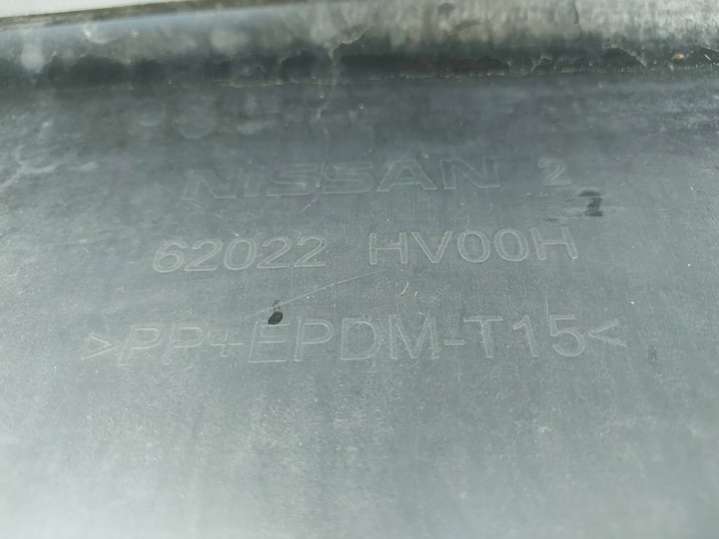 NISSAN 2
62022 HV00H
>PP+EPDM-T15<